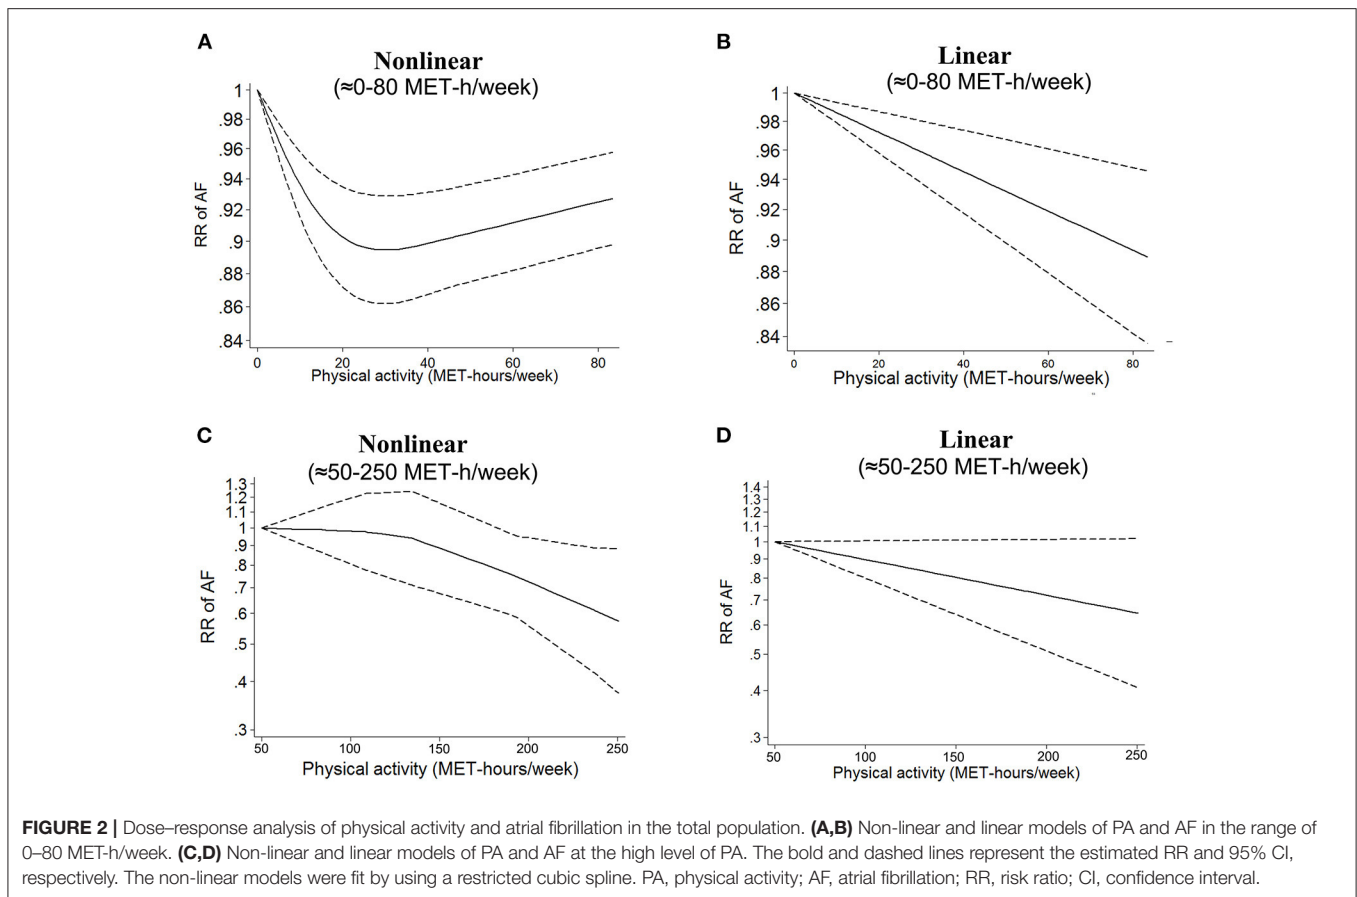 A
Nonlinear
(≈0-80 MET-h/week)
1
.98
.96
.94
.92
.9
.88
.86
.84
RR of AF
0 20 40 60 80
Physical activity (MET-hours/week)
B
Linear
(≈0-80 MET-h/week)
1
.98
.96
.94
.92
.9
.88
.86
.84
RR of AF
0 20 40 60 80
Physical activity (MET-hours/week)
C
Nonlinear
(≈50-250 MET-h/week)
1.3
1.2
1.1
1
.9
.8
.7
.6
.5
.4
.3
RR of AF
50 100 150 200 250
Physical activity (MET-hours/week)
D
Linear
(≈50-250 MET-h/week)
1.4
1.3
1.2
1.1
1
.9
.8
.7
.6
.5
.4
.3
RR of AF
50 100 150 200 250
Physical activity (MET-hours/week)
FIGURE 2 | Dose–response analysis of physical activity and atrial fibrillation in the total population. (A,B) Non-linear and linear models of PA and AF in the range of
0–80 MET-h/week. (C,D) Non-linear and linear models of PA and AF at the high level of PA. The bold and dashed lines represent the estimated RR and 95% CI,
respectively. The non-linear models were fit by using a restricted cubic spline. PA, physical activity; AF, atrial fibrillation; RR, risk ratio; CI, confidence interval.